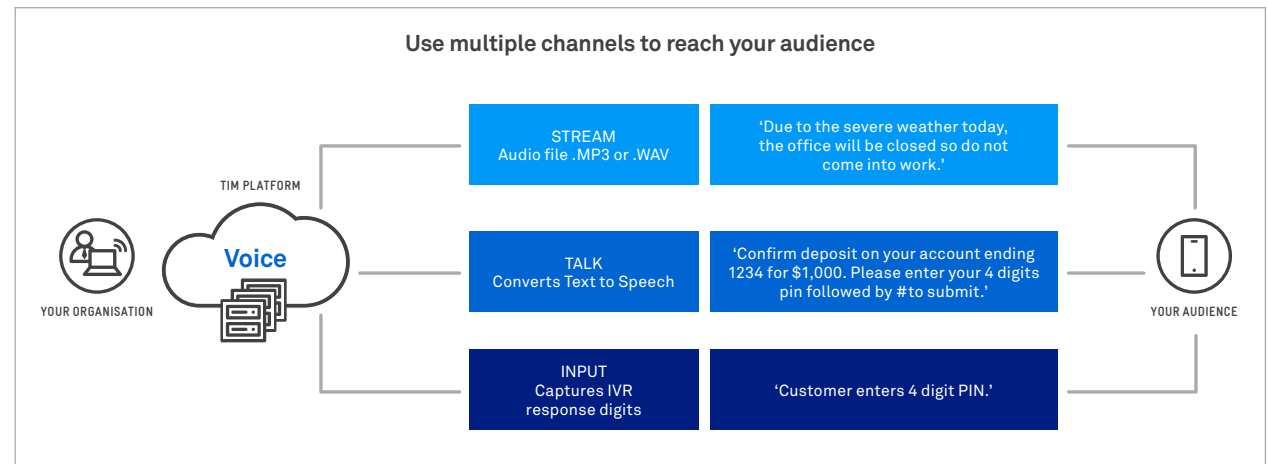 Use multiple channels to reach your audience
STREAM
Audio file .MP3 or .WAV
‘Due to the severe weather today,
the office will be closed so do not
come into work.’
TIM PLATFORM
Voice
YOUR ORGANISATION
TALK
Converts Text to Speech
‘Confirm deposit on your account ending
1234 for $1,000. Please enter your 4 digits
pin followed by #to submit.’
YOUR AUDIENCE
INPUT
Captures IVR
response digits
‘Customer enters 4 digit PIN.’